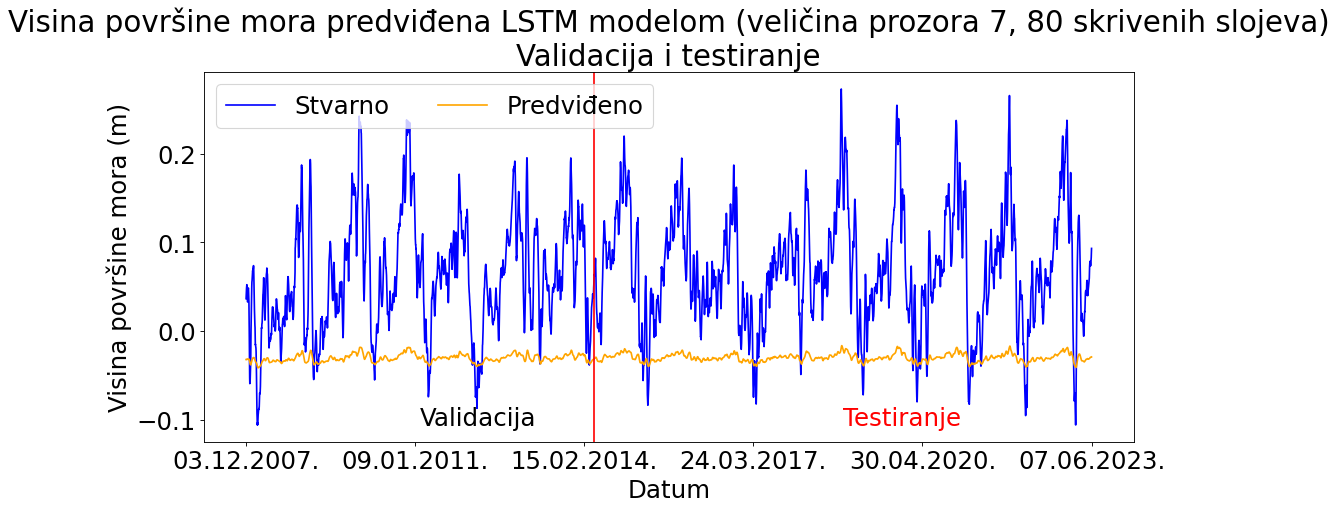 Visina površine mora predviđena LSTM modelom (veličina prozora 7, 80 skrivenih slojeva)
Validacija i testiranje
Stvarno Predviđeno
Visina površine mora (m)
0.2
0.1
0.0
−0.1
Validacija Testiranje
03.12.2007. 09.01.2011. 15.02.2014. 24.03.2017. 30.04.2020. 07.06.2023.
Datum